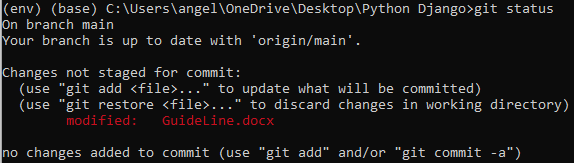 (env) (base) C:\Users\angel\OneDrive\Desktop\Python Django>git status
On branch main
Your branch is up to date with 'origin/main'.
Changes not staged for commit:
(use "git add <file>..." to update what will be committed)
(use "git restore <file>..." to discard changes in working directory)
modified:   GuideLine.docx
no changes added to commit (use "git add" and/or "git commit -a")